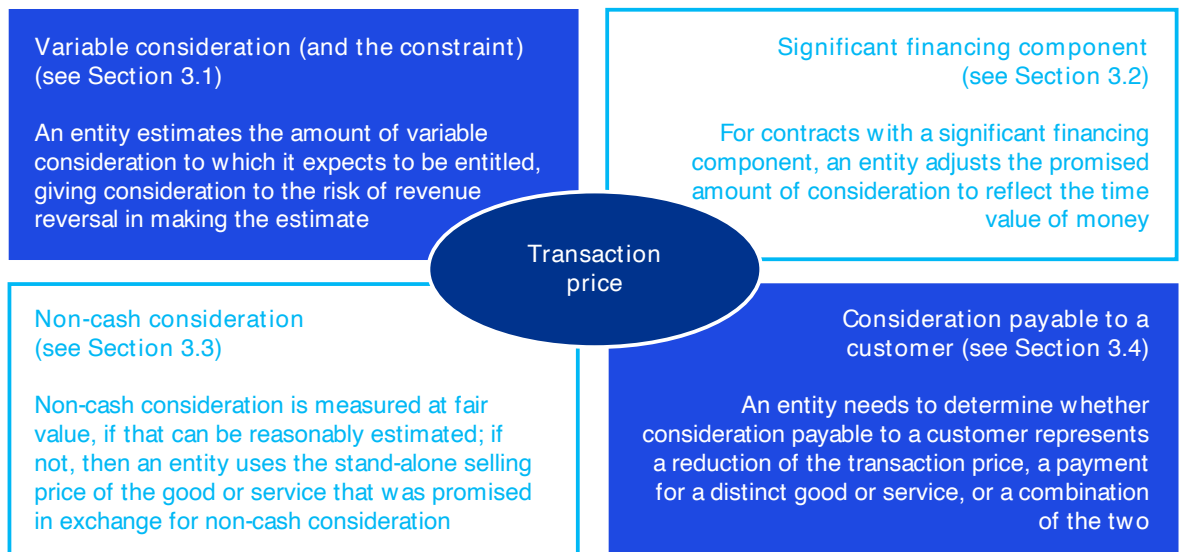 Variable consideration (and the constraint)
(see Section 3.1)
An entity estimates the amount of variable
consideration to which it expects to be entitled,
giving consideration to the risk of revenue
reversal in making the estimate
Significant financing component
(see Section 3.2)
For contracts with a significant financing
component, an entity adjusts the promised
amount of consideration to reflect the time
value of money
Transaction
price
Non-cash consideration
(see Section 3.3)
Non-cash consideration is measured at fair
value, if that can be reasonably estimated; if
not, then an entity uses the stand-alone selling
price of the good or service that was promised
in exchange for non-cash consideration
Consideration payable to a
customer (see Section 3.4)
An entity needs to determine whether
consideration payable to a customer represents
a reduction of the transaction price, a payment
for a distinct good or service, or a combination
of the two